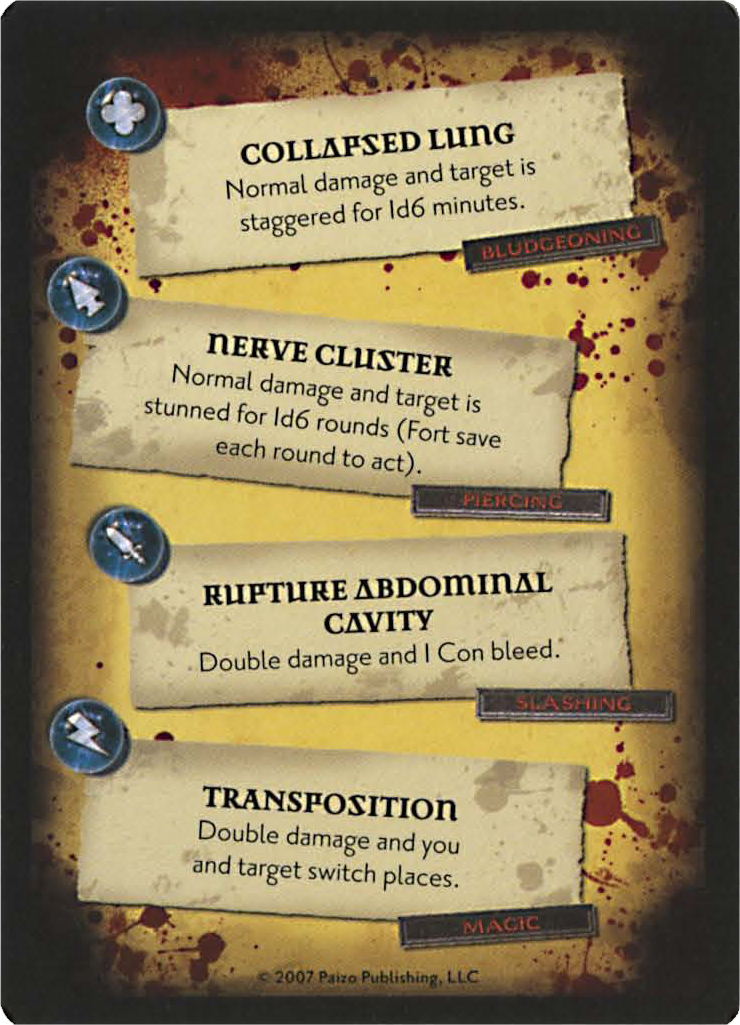 COLLAPSED LUNG
Normal damage and target is
staggered for 1d6 minutes.
BLUDGEONING
NERVE CLUSTER
Normal damage and target is
stunned for 1d6 rounds (Fort save
each round to act).
PIERCING
RUPTURE ABDOMINAL
CAVITY
Double damage and 1 Con bleed.
SLASHING
TRANSPOSITION
Double damage and you
and target switch places.
MAGIC
© 2007 Paizo Publishing, LLC